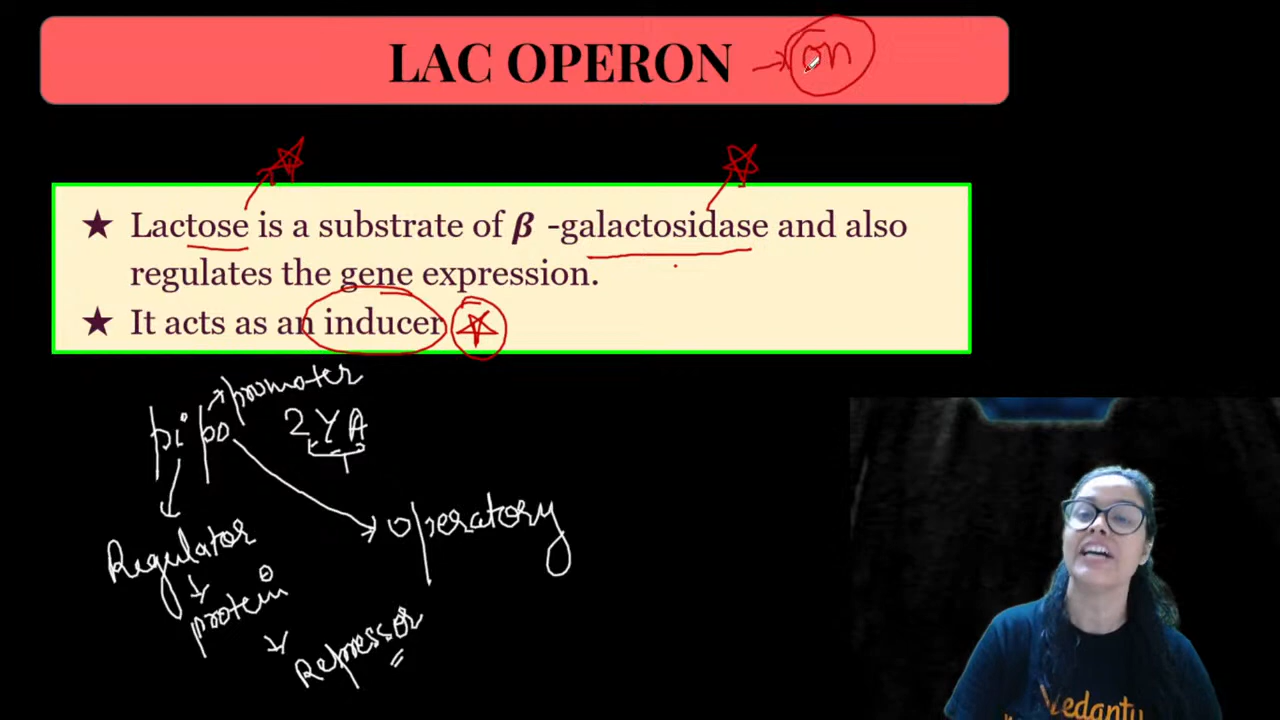 LAC OPERON → on
★ Lactose is a substrate of β -galactosidase and also
regulates the gene expression.
★ It acts as an inducer
promoter
pi po ZYA
operatory
Regulator
protein
Repressor
Vedantu